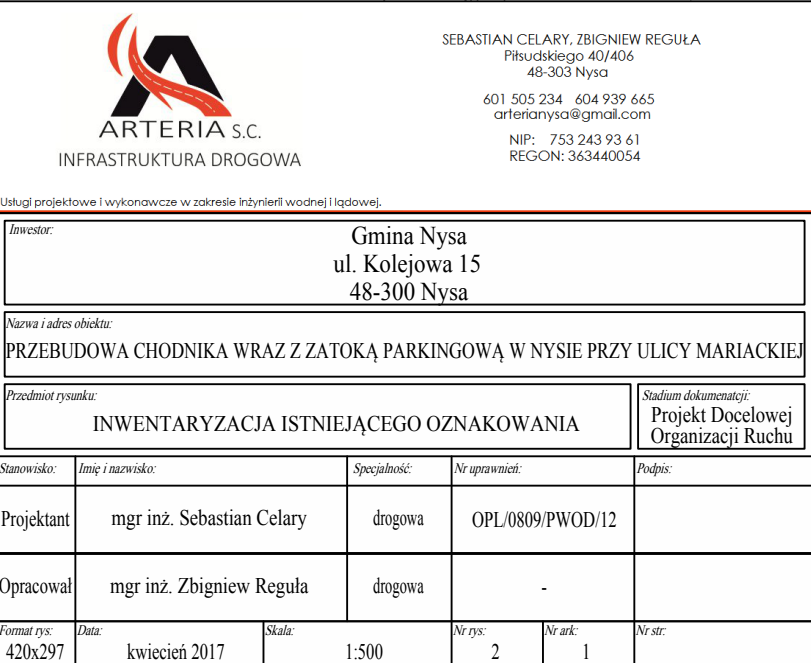 ARTERIA S.C.
INFRASTRUKTURA DROGOWA
SEBASTIAN CELARY, ZBIGNIEW REGUŁA
Piłsudskiego 40/406
48-303 Nysa
601 505 234 604 939 665
arterianysa@gmail.com
NIP: 753 243 93 61
REGON: 363440054
Usługi projektowe i wykonawcze w zakresie inżynierii wodnej i lądowej.
Inwestor:
Gmina Nysa
ul. Kolejowa 15
48-300 Nysa
Nazwa i adres obiektu:
PRZEBUDOWA CHODNIKA WRAZ Z ZATOKĄ PARKINGOWĄ W NYSIE PRZY ULICY MARIACKIEJ
Przedmiot rysunku:
INWENTARYZACJA ISTNIEJĄCEGO OZNAKOWANIA
Stadium dokumenatcji:
Projekt Docelowej
Organizacji Ruchu
Stanowisko: Imię i nazwisko: Specjalność: Nr uprawnień: Podpis:
Projektant mgr inż. Sebastian Celary drogowa OPL/0809/PWOD/12
Opracował mgr inż. Zbigniew Reguła drogowa -
Format rys: Data: Skala: Nr rys: Nr ark: Nr str:
420x297 kwiecień 2017 1:500 2 1